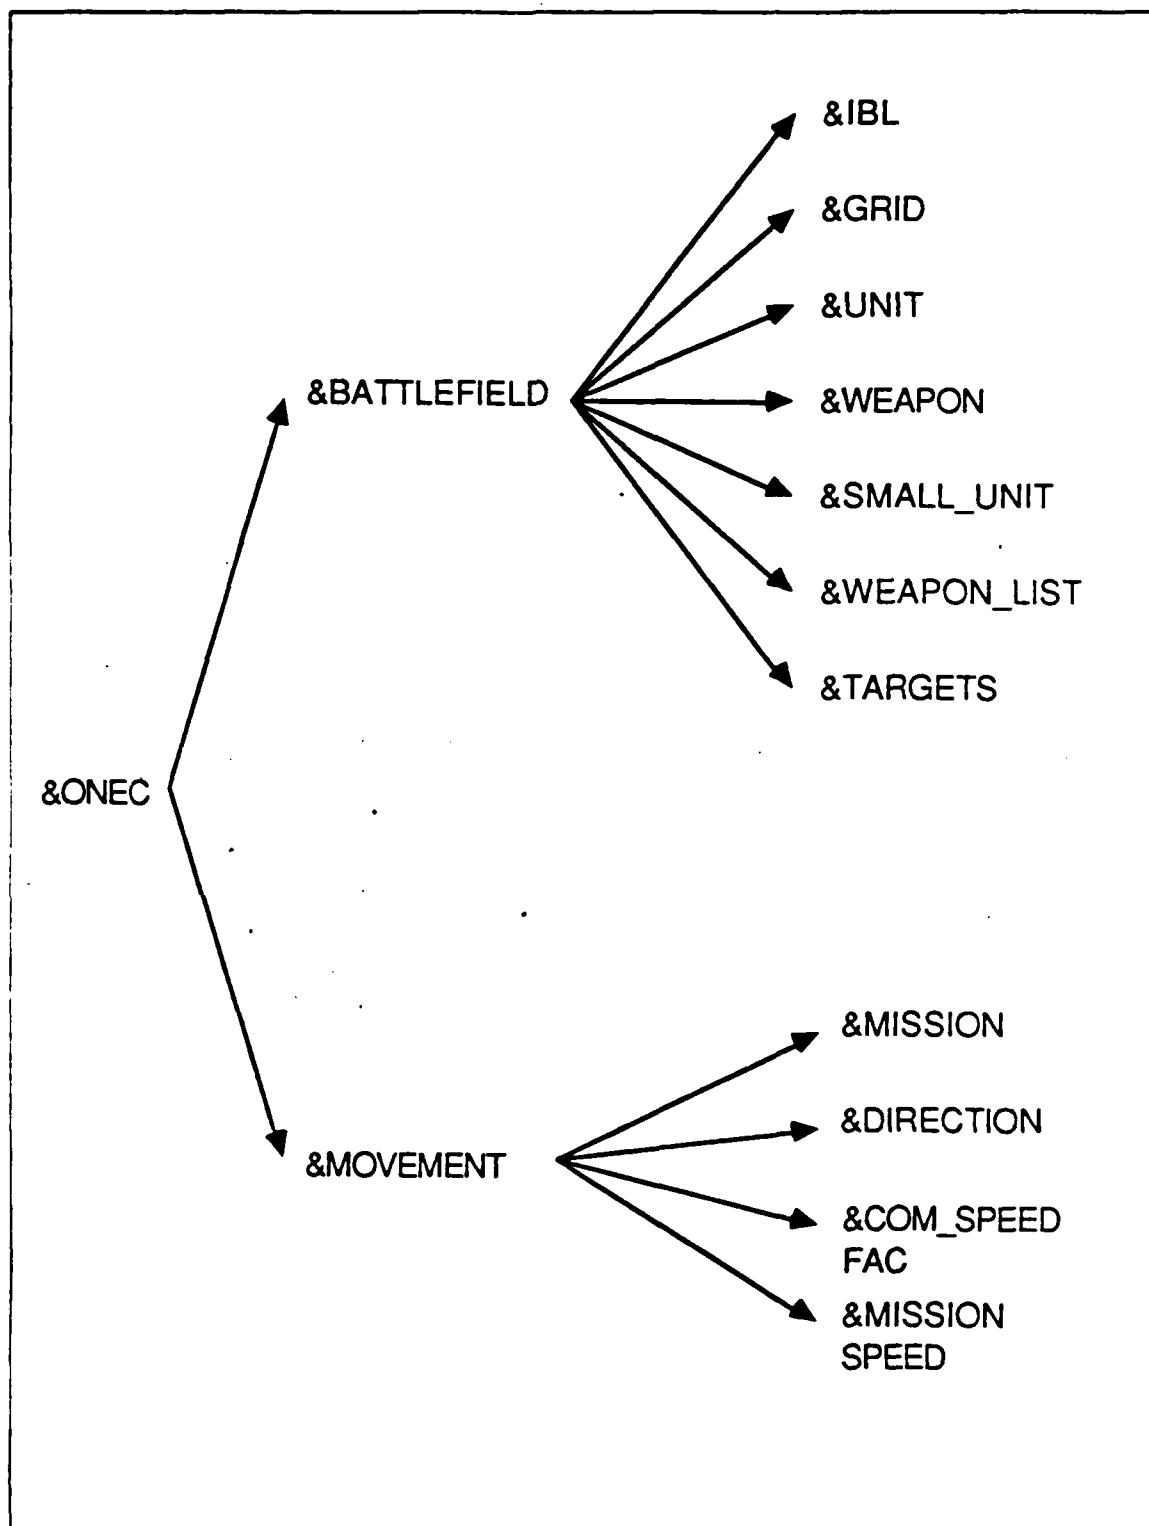 &IBL
&GRID
&UNIT
&BATTLEFIELD
&WEAPON
&SMALL_UNIT
&WEAPON_LIST
&TARGETS
&ONEC
&MISSION
&DIRECTION
&MOVEMENT
&COM_SPEED
FAC
&MISSION
SPEED